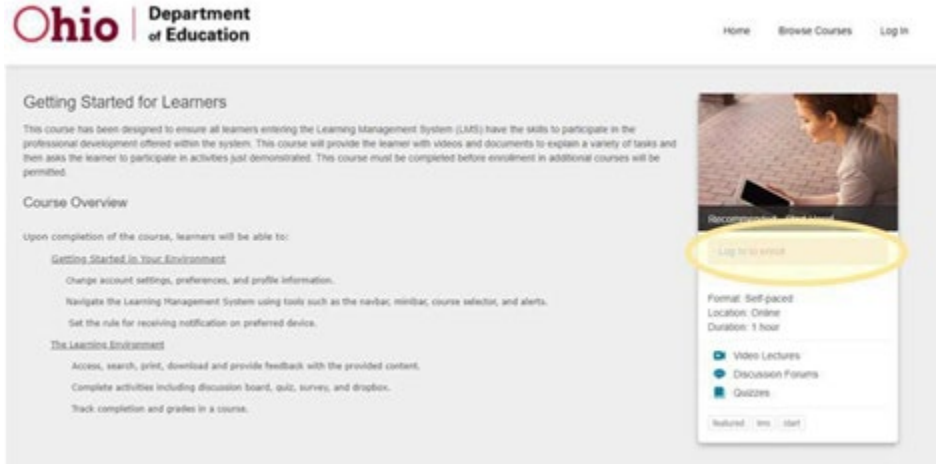 Ohio Department
of Education
Home Browse Courses Log In
Getting Started for Learners
This course has been designed to ensure all learners entering the Learning Management System (LMS) have the skills to participate in the
professional development offered within the system. This course will provide the learner with videos and documents to explain a variety of tasks and
then asks the learner to participate in activities just demonstrated. This course must be completed before enrollment in additional courses will be
permitted.
Course Overview
Upon completion of the course, learners will be able to:
Getting Started in Your Environment
Change account settings, preferences, and profile information.
Navigate the Learning Management System using tools such as the navbar, minibar, course selector, and alerts.
Set the rule for receiving notification on preferred device.
The Learning Environment
Access, search, print, download and provide feedback with the provided content.
Complete activities including discussion board, quiz, survey, and dropbox.
Track completion and grades in a course.
Recommended - Start Here!
Log in to enroll
Format: Self-paced
Location: Online
Duration: 1 hour
Video Lectures
Discussion Forums
Quizzes
featured lms start